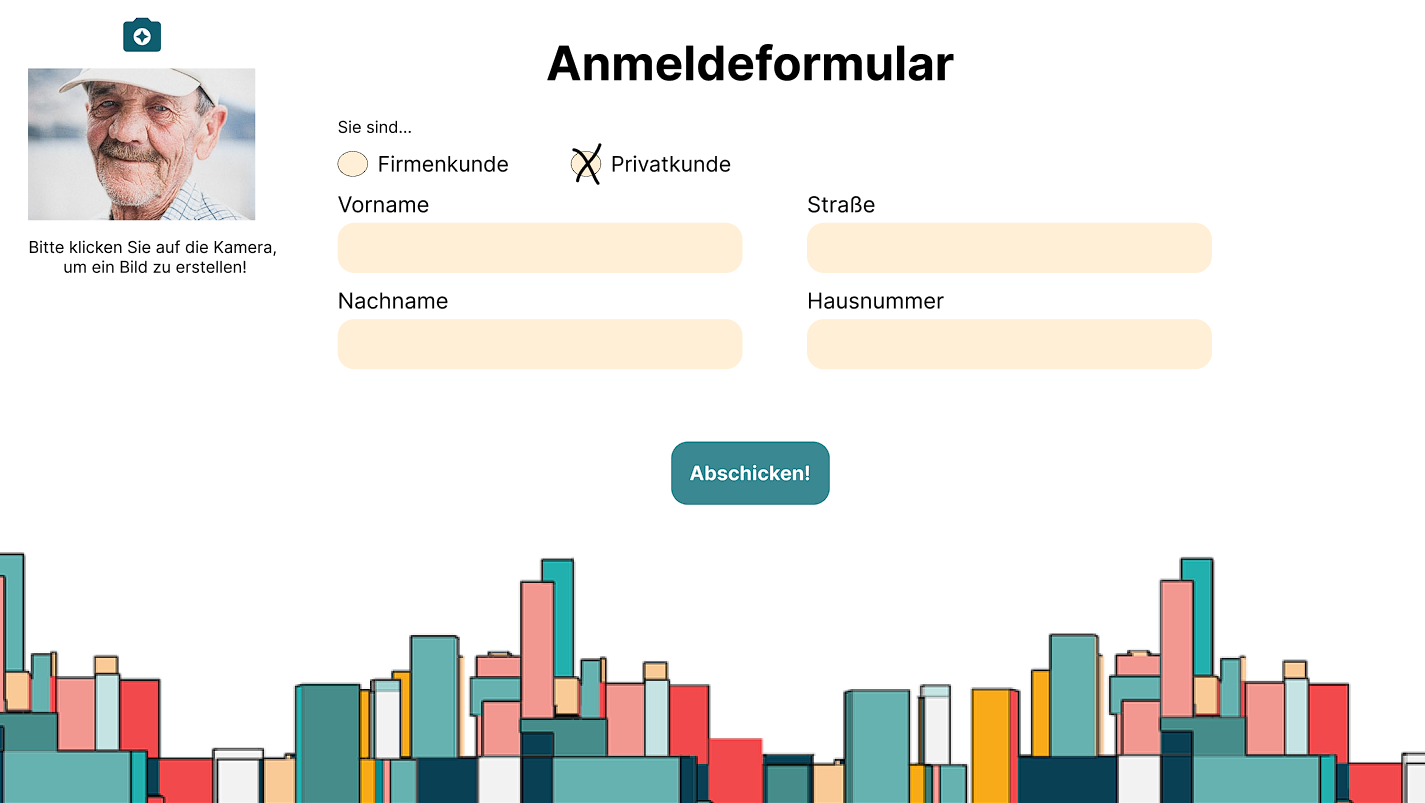 Anmeldeformular
Sie sind...
Firmenkunde
Privatkunde
Vorname
Straße
Nachname
Hausnummer
Bitte klicken Sie auf die Kamera,
um ein Bild zu erstellen!
Abschicken!